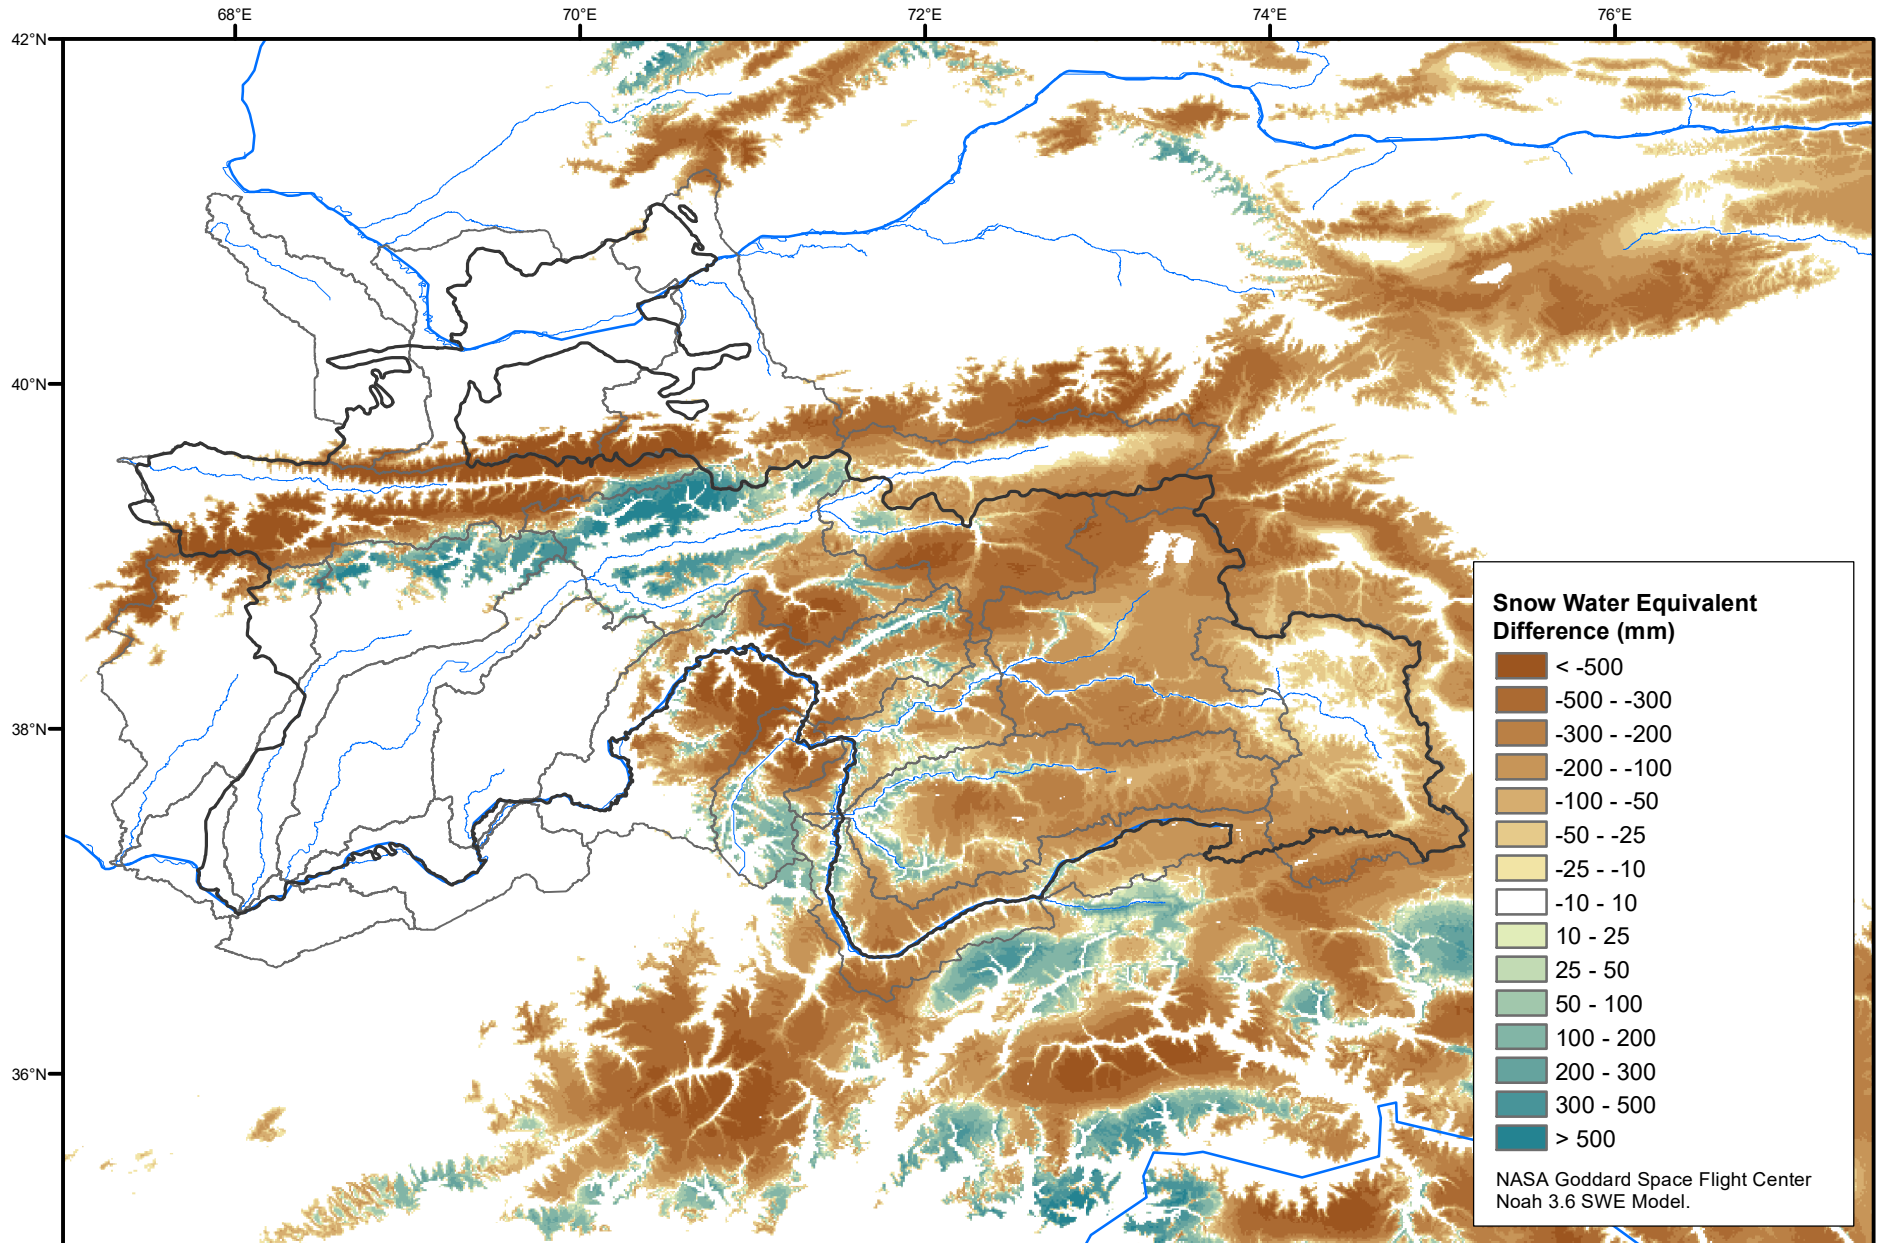 68°E
70°E
72°E
74°E
76°E
42°N
40°N
38°N
36°N
Snow Water Equivalent
Difference (mm)
< -500
-500 - -300
-300 - -200
-200 - -100
-100 - -50
-50 - -25
-25 - -10
-10 - 10
10 - 25
25 - 50
50 - 100
100 - 200
200 - 300
300 - 500
> 500
NASA Goddard Space Flight Center
Noah 3.6 SWE Model.